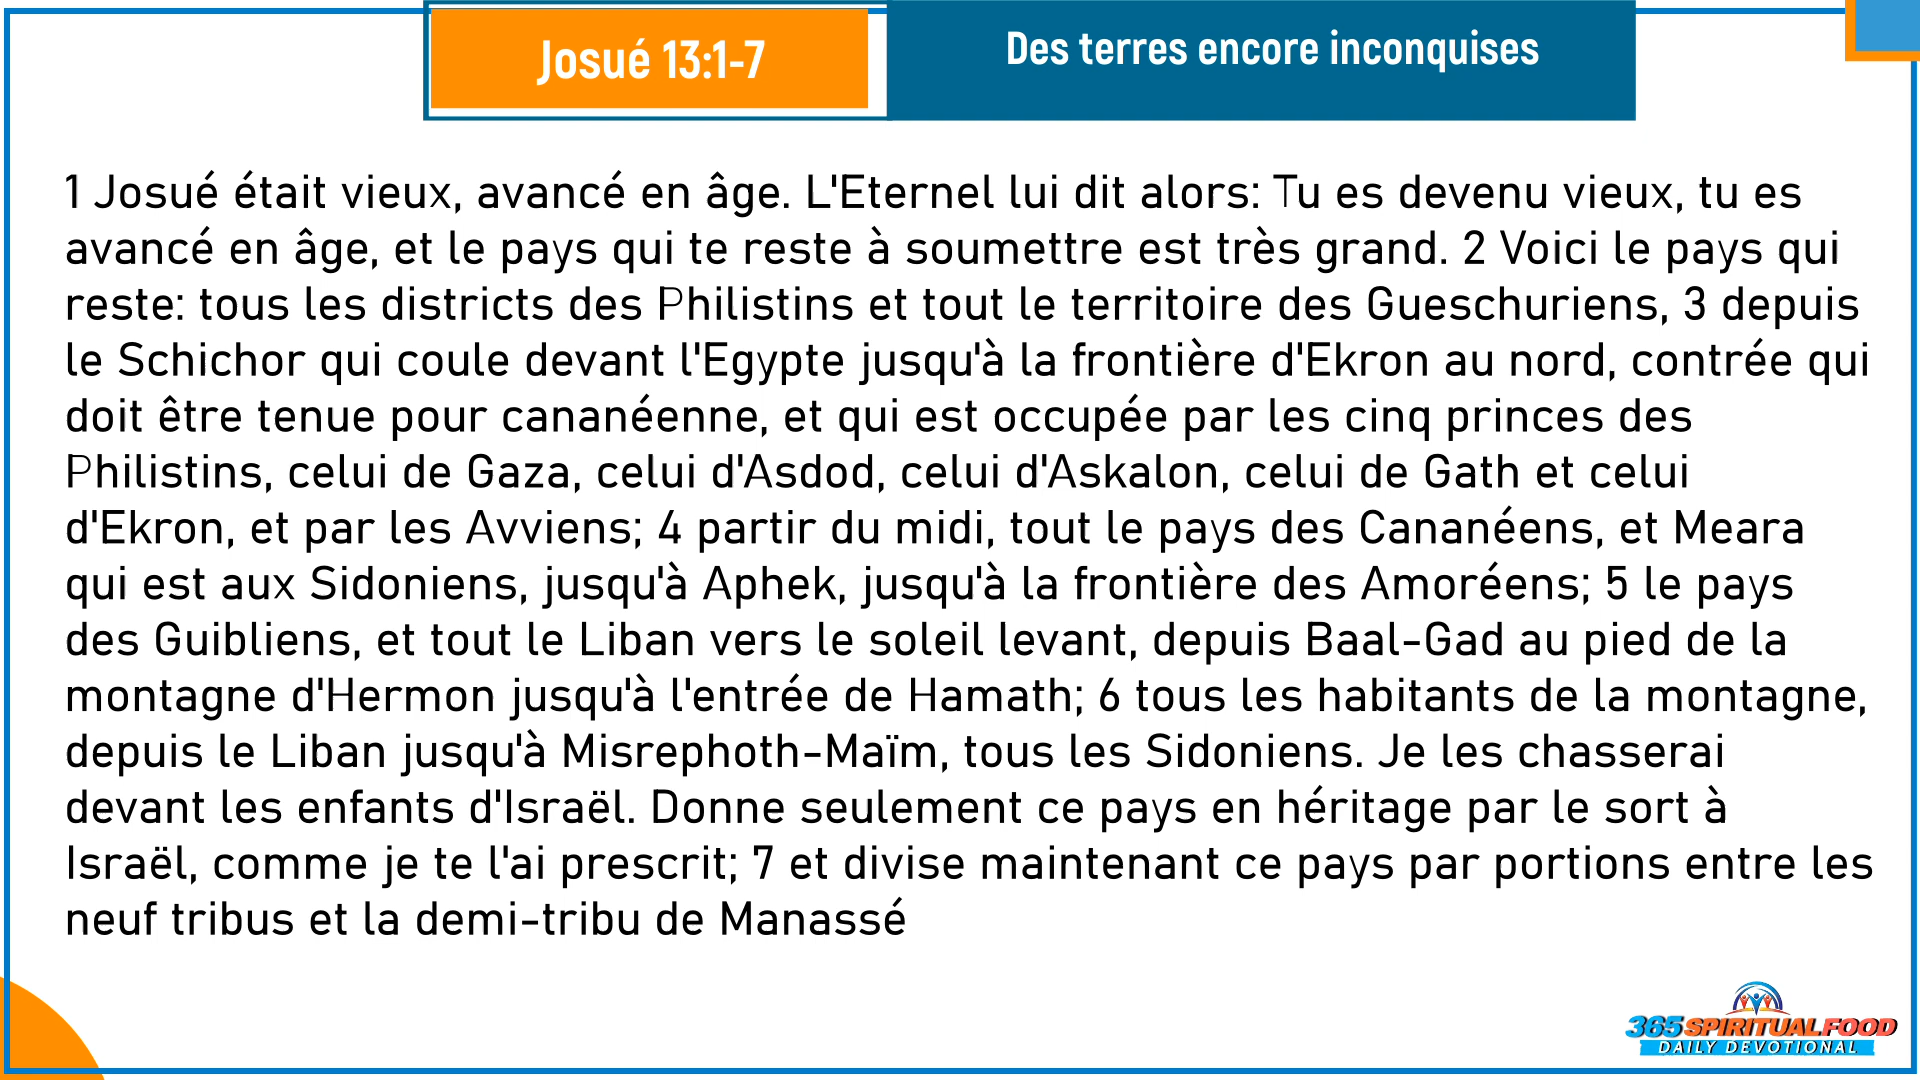 Josué 13:1-7
Des terres encore inconquises
1 Josué était vieux, avancé en âge. L'Eternel lui dit alors: Tu es devenu vieux, tu es
avancé en âge, et le pays qui te reste à soumettre est très grand. 2 Voici le pays qui
reste: tous les districts des Philistins et tout le territoire des Gueschuriens, 3 depuis
le Schichor qui coule devant l'Egypte jusqu'à la frontière d'Ekron au nord, contrée qui
doit être tenue pour cananéenne, et qui est occupée par les cinq princes des
Philistins, celui de Gaza, celui d'Asdod, celui d'Askalon, celui de Gath et celui
d'Ekron, et par les Avviens; 4 partir du midi, tout le pays des Cananéens, et Meara
qui est aux Sidoniens, jusqu'à Aphek, jusqu'à la frontière des Amoréens; 5 le pays
des Guibliens, et tout le Liban vers le soleil levant, depuis Baal-Gad au pied de la
montagne d'Hermon jusqu'à l'entrée de Hamath; 6 tous les habitants de la montagne,
depuis le Liban jusqu'à Misrephoth-Maïm, tous les Sidoniens. Je les chasserai
devant les enfants d'Israël. Donne seulement ce pays en héritage par le sort à
Israël, comme je te l'ai prescrit; 7 et divise maintenant ce pays par portions entre les
neuf tribus et la demi-tribu de Manassé
365 SPIRITUAL FOOD
DAILY DEVOTIONAL